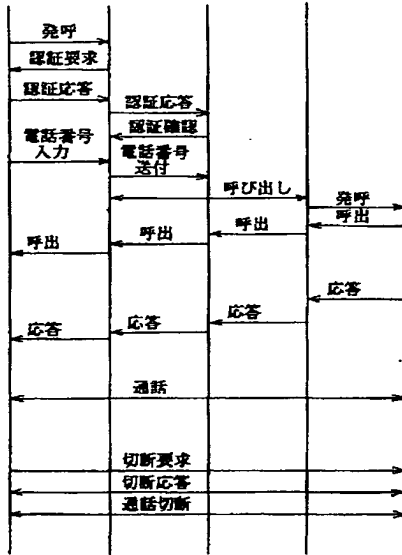 発呼
認証要求
認証応答
認証応答
認証確認
電話番号
入力
電話番号
送付
呼び出し
発呼
呼出
呼出
呼出
呼出
応答
応答
応答
応答
通話
切断要求
切断応答
通話切断